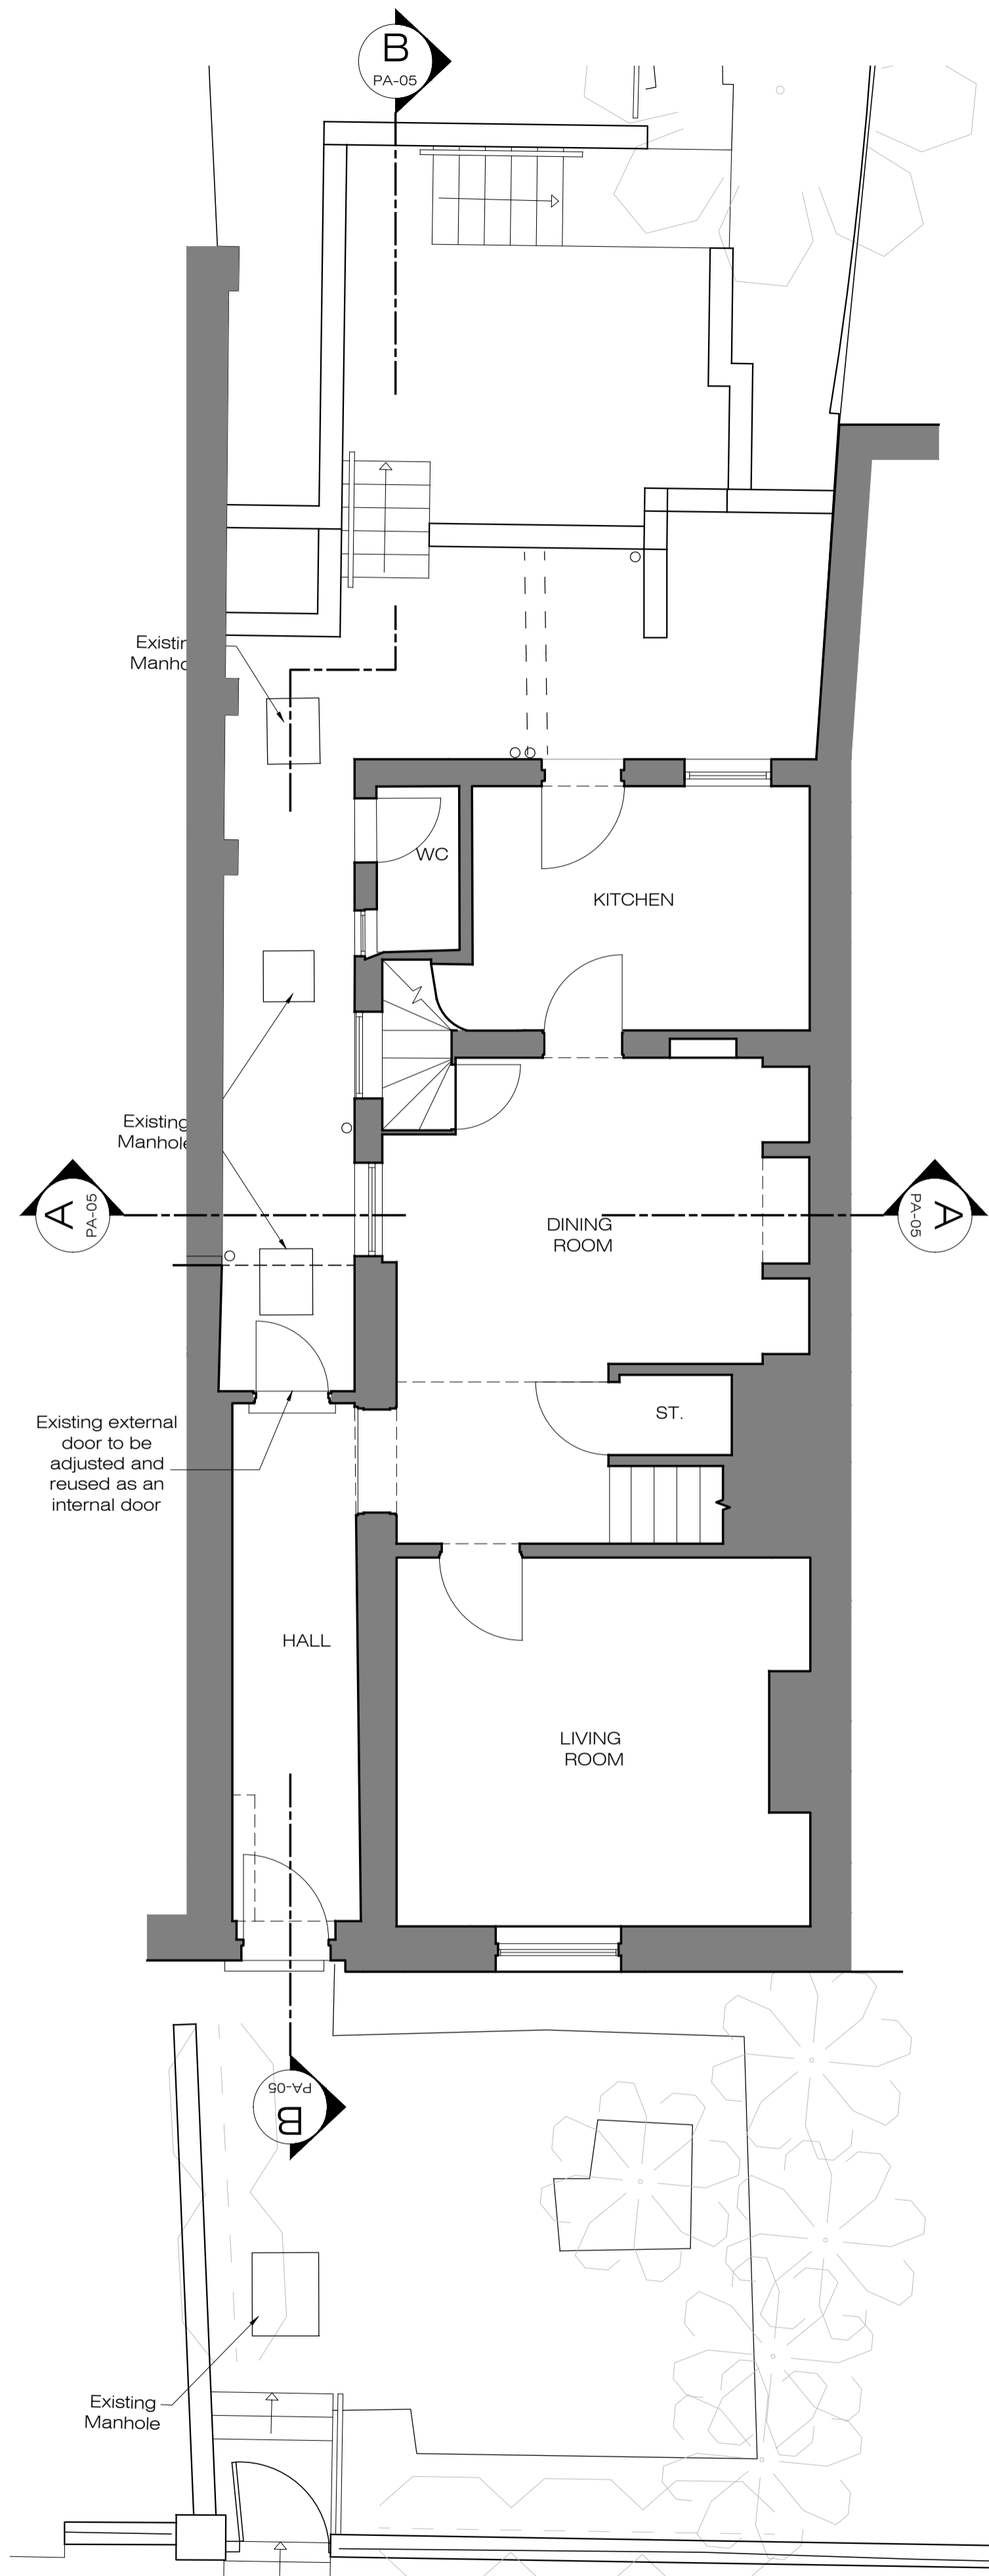 B
PA-05
Existin
Manho
WC
KITCHEN
Existing
Manhole
A
PA-05
DINING
ROOM
A
PA-05
ST.
Existing external
door to be
adjusted and
reused as an
internal door
HALL
LIVING
ROOM
PA-05
B
Existing
Manhole